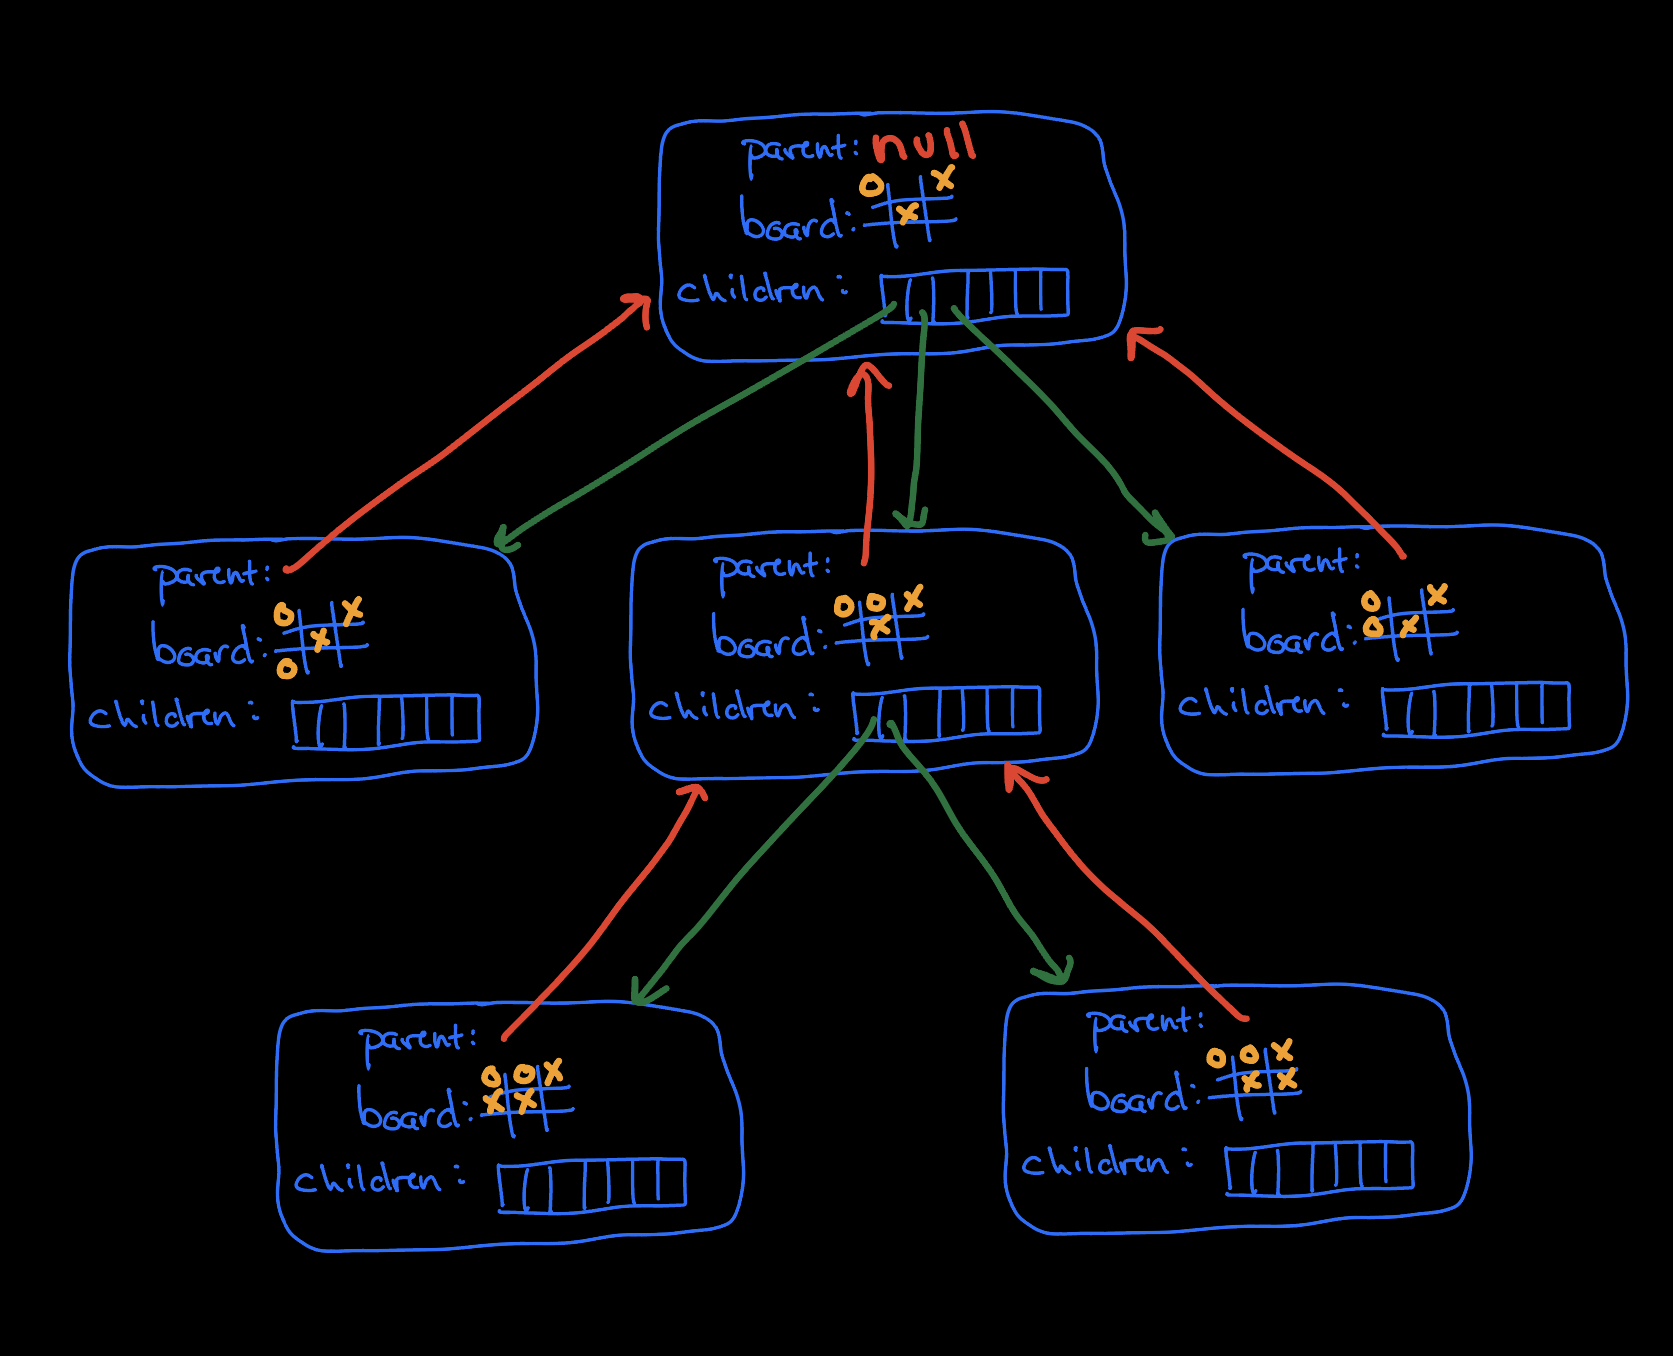 parent: null
O X
board: X
children:
parent:
O X
board: X
O
children:
parent:
O O X
board: X
children:
parent:
O X
board: O X
children:
parent:
O O X
board: X X
children:
parent:
O O X
board: X X
children: